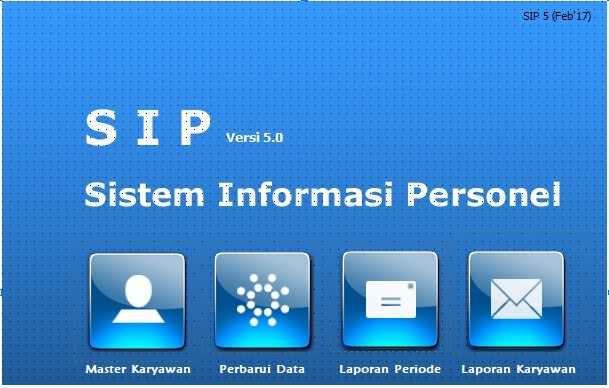 SIP 5 (Feb'17)
S I P Versi 5.0
Sistem Informasi Personel
Master Karyawan Perbarui Data Laporan Periode Laporan Karyawan